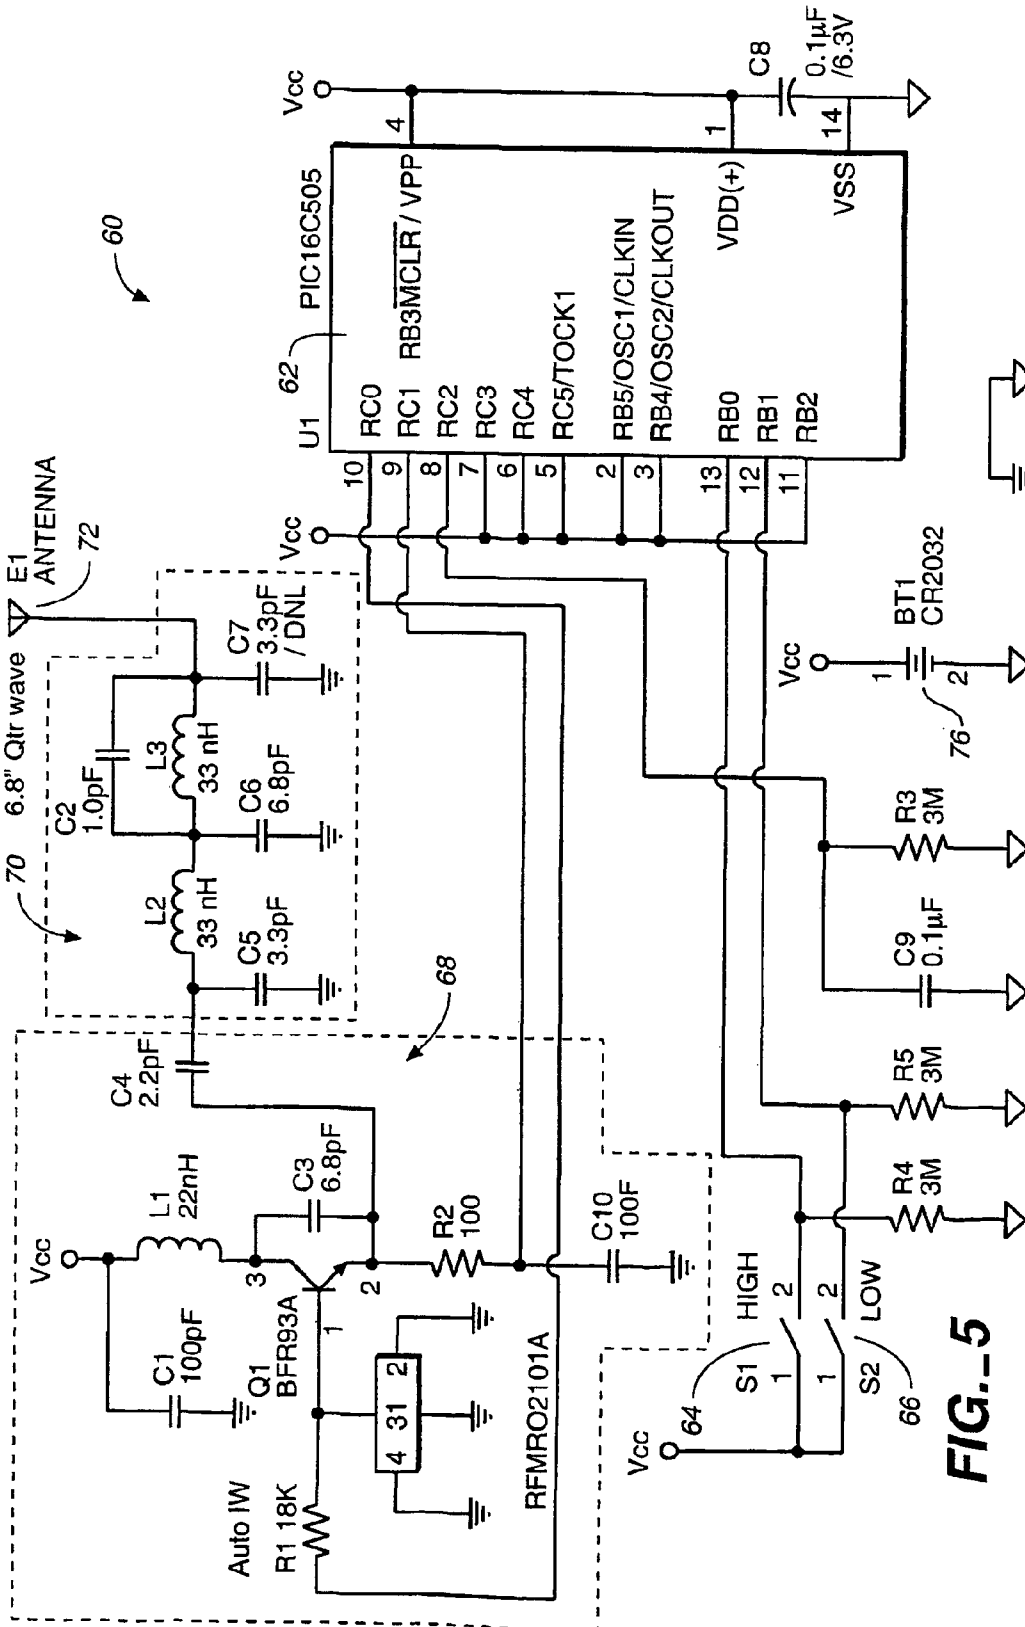 60
Vcc
6.8" Qtr wave
E1
ANTENNA
72
70
C2
1.0pF
L2
33 nH
L3
33 nH
C5
3.3pF
C6
6.8pF
C7
3.3pF
/ DNL
C4
2.2pF
68
Vcc
L1
22nH
C1
100pF
C3
6.8pF
Q1
BFR93A
3
1
2
R2
100
C10
100F
Auto IW
R1 18K
4 31 2
RFMRO2101A
U1
62
PIC16C505
10 RC0
9 RC1
8 RC2
7 RC3
6 RC4
5 RC5/TOCK1
2 RB5/OSC1/CLKIN
3 RB4/OSC2/CLKOUT
13 RB0
12 RB1
11 RB2
RB3MCLR / VPP 4
VDD(+) 1
VSS 14
C8
0.1µF
/6.3V
Vcc
Vcc
64
S1 HIGH
1 2
1 2
S2 LOW
66
R4
3M
R5
3M
C9
0.1µF
R3
3M
Vcc
1
2
BT1
CR2032
76
FIG._5